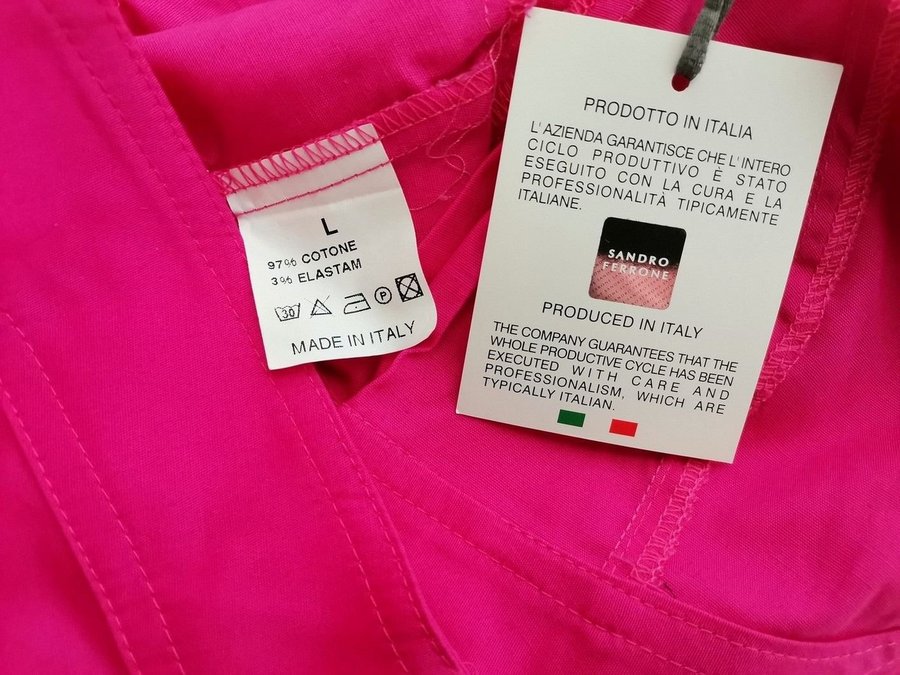 L
97% COTONE
3% ELASTAM
30 P
MADE IN ITALY
PRODOTTO IN ITALIA
L'AZIENDA GARANTISCE CHE L'INTERO
CICLO PRODUTTIVO È STATO
ESEGUITO CON LA CURA E LA
PROFESSIONALITÀ TIPICAMENTE
ITALIANE.
SANDRO
FERRONE
PRODUCED IN ITALY
THE COMPANY GUARANTEES THAT THE
WHOLE PRODUCTIVE CYCLE HAS BEEN
EXECUTED WITH CARE AND
PROFESSIONALISM, WHICH ARE
TYPICALLY ITALIAN.